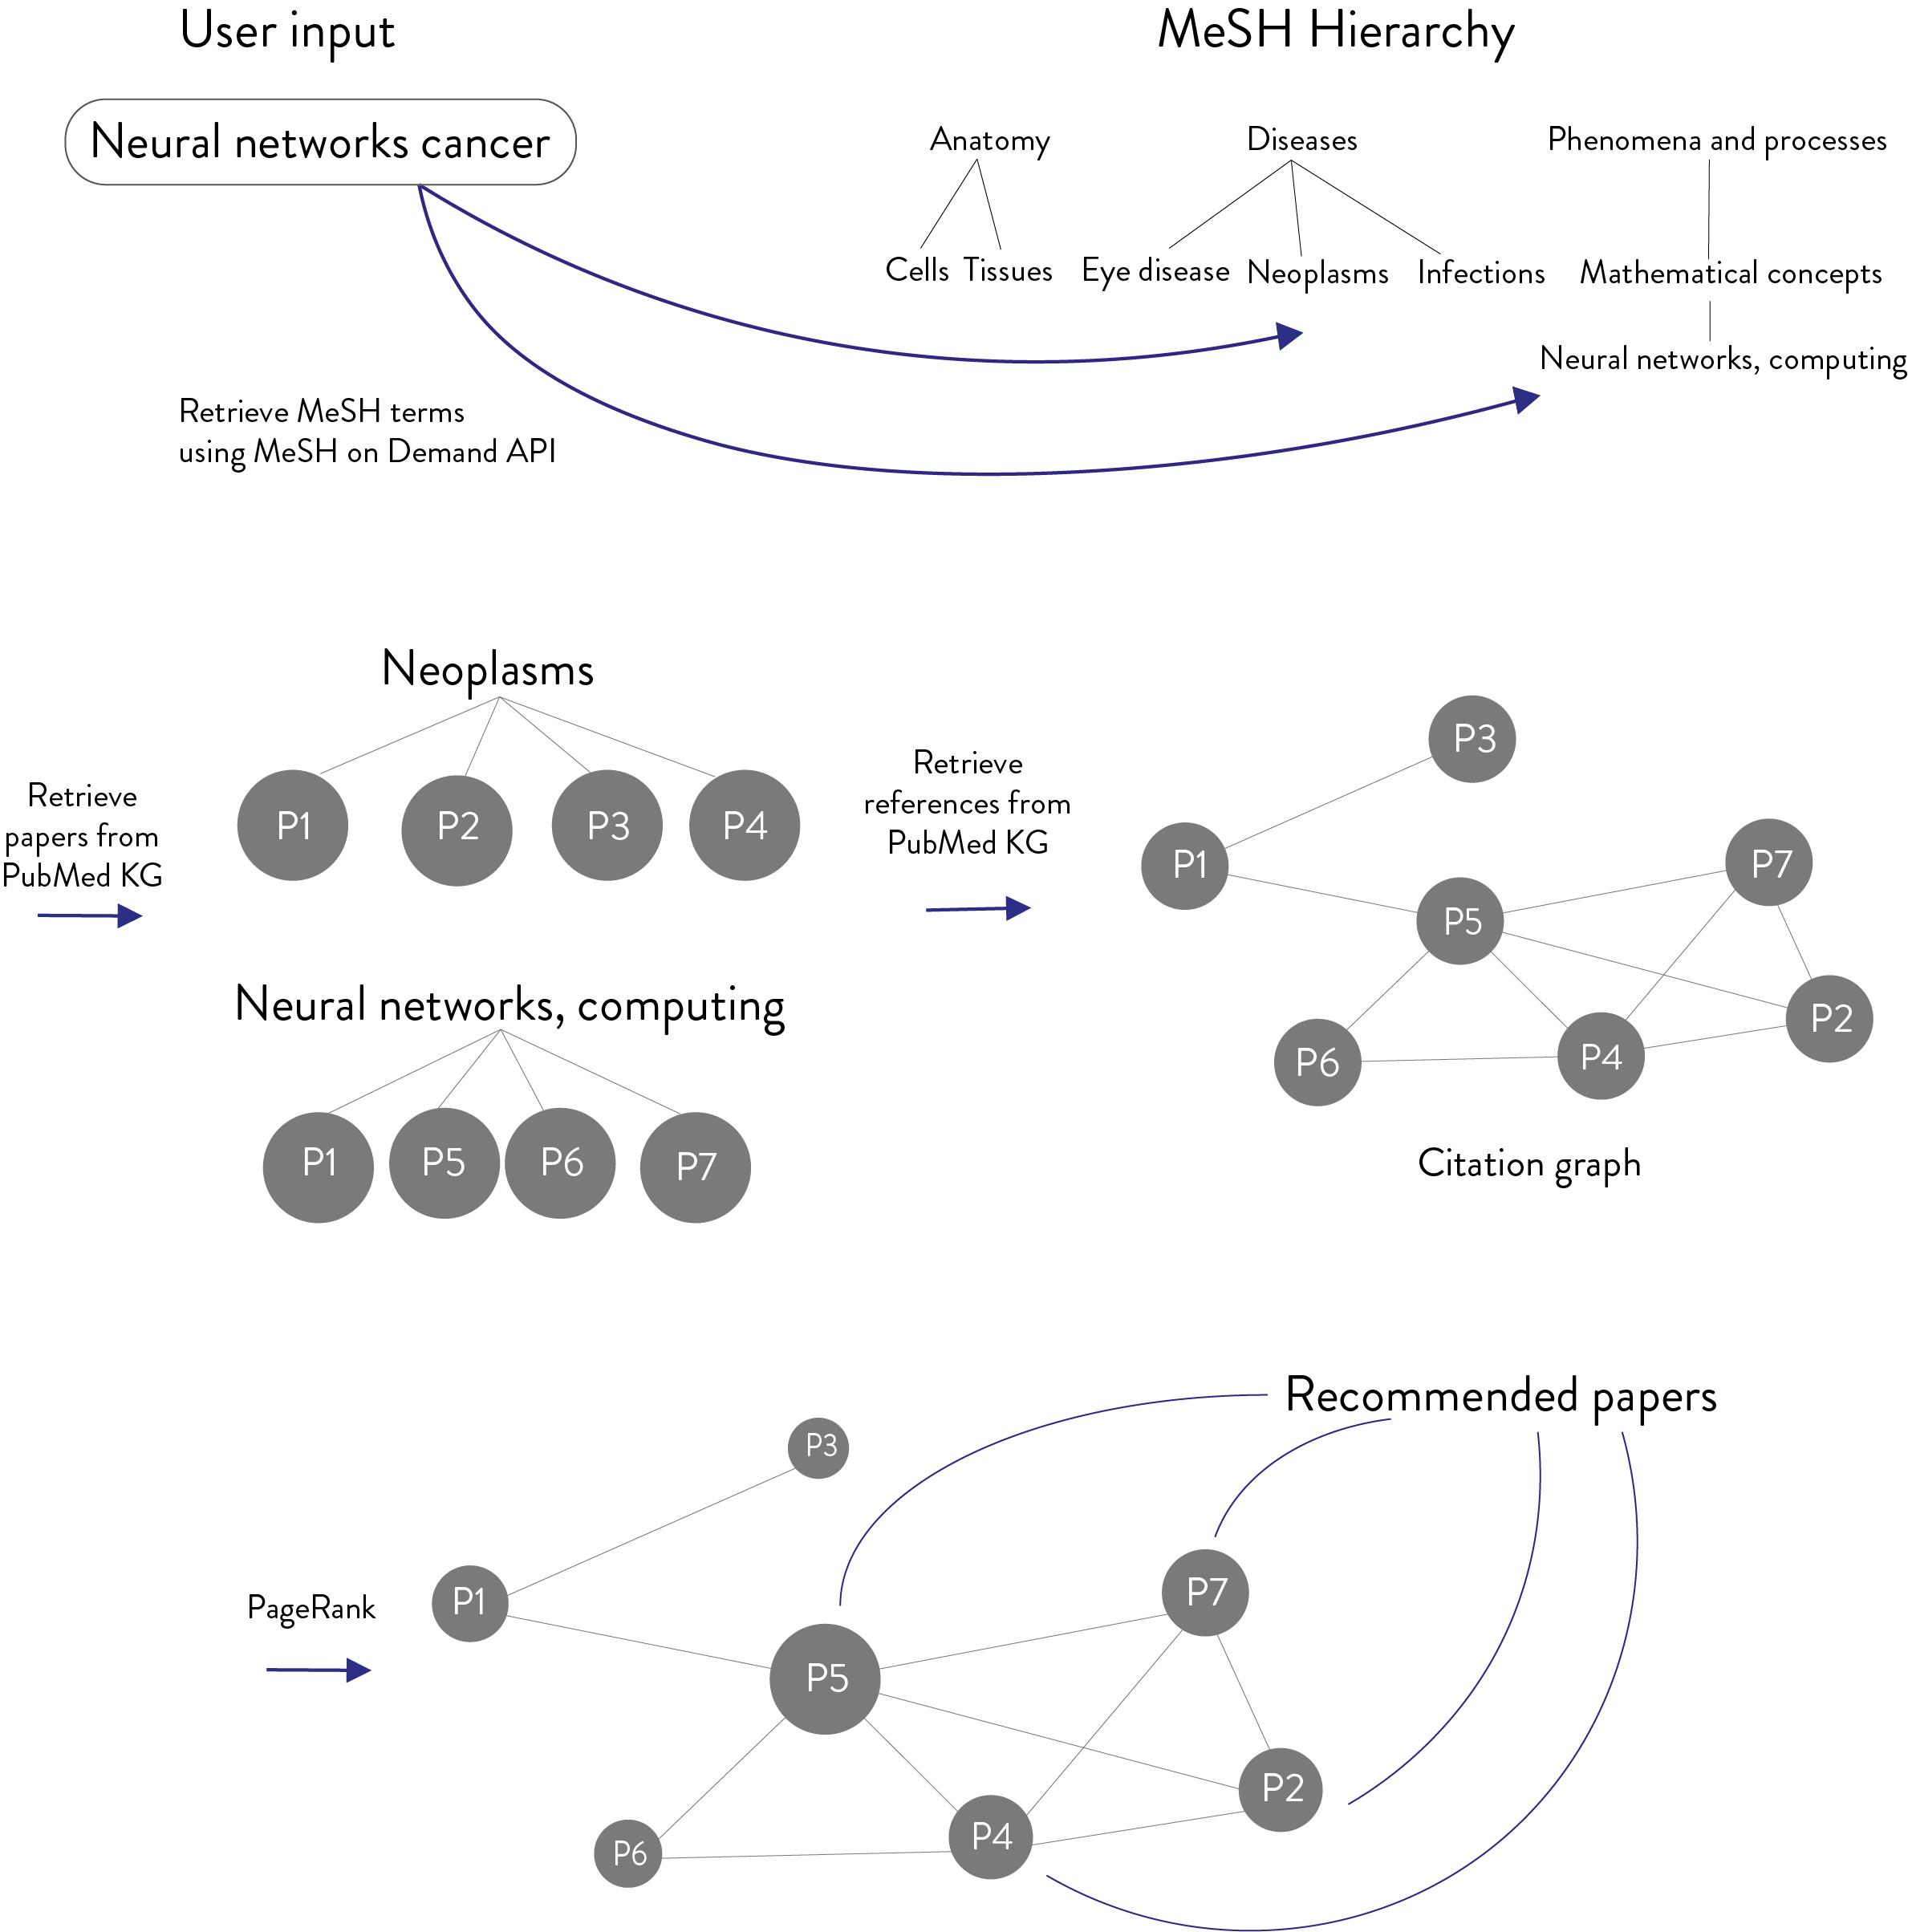 User input
MeSH Hierarchy
Neural networks cancer
Anatomy
Diseases
Phenomena and processes
Cells
Tissues
Eye disease
Neoplasms
Infections
Mathematical concepts
Neural networks, computing
Retrieve MeSH terms
using MeSH on Demand API
Retrieve
papers from
PubMed KG
Neoplasms
P1
P2
P3
P4
Neural networks, computing
P1
P5
P6
P7
Retrieve
references from
PubMed KG
P3
P1
P7
P5
P2
P6
P4
Citation graph
Recommended papers
PageRank
P3
P1
P7
P5
P2
P4
P6